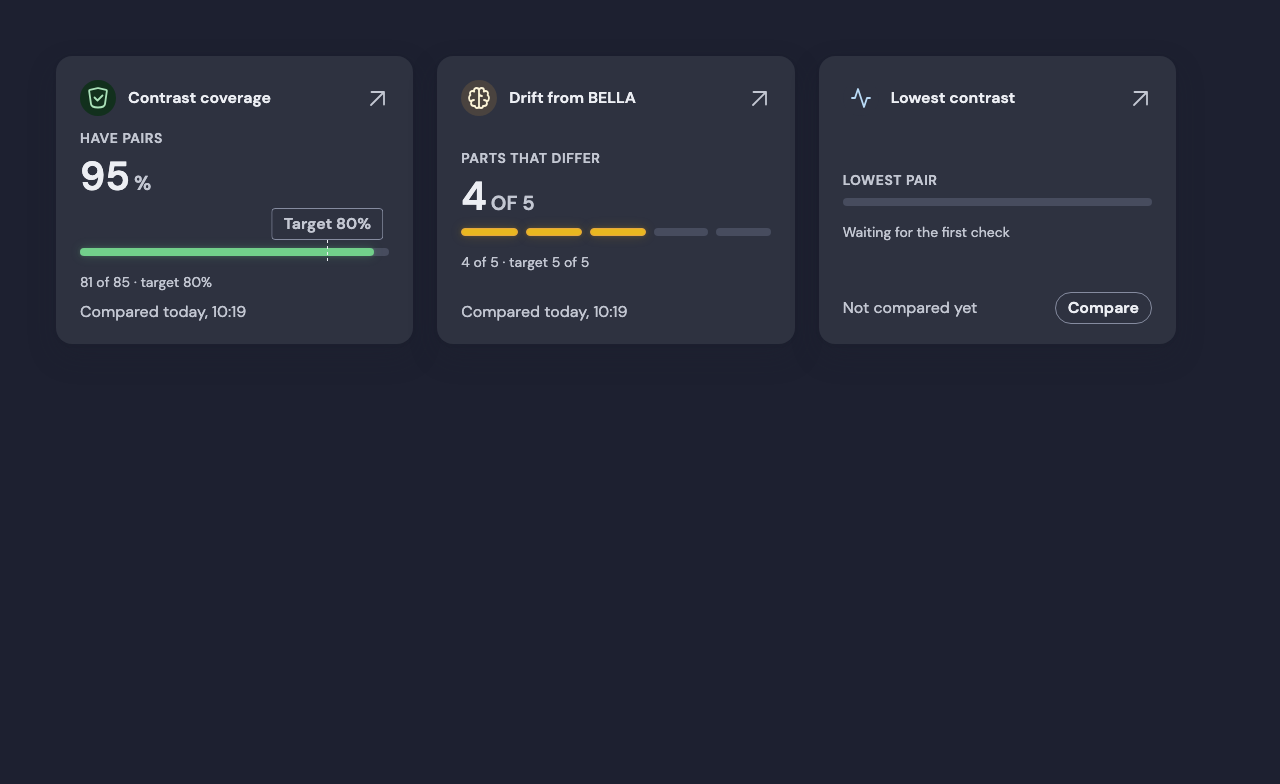 Contrast coverage
HAVE PAIRS
95 %
Target 80%
81 of 85 · target 80%
Compared today, 10:19
Drift from BELLA
PARTS THAT DIFFER
4 OF 5
4 of 5 · target 5 of 5
Compared today, 10:19
Lowest contrast
LOWEST PAIR
Waiting for the first check
Not compared yet
Compare